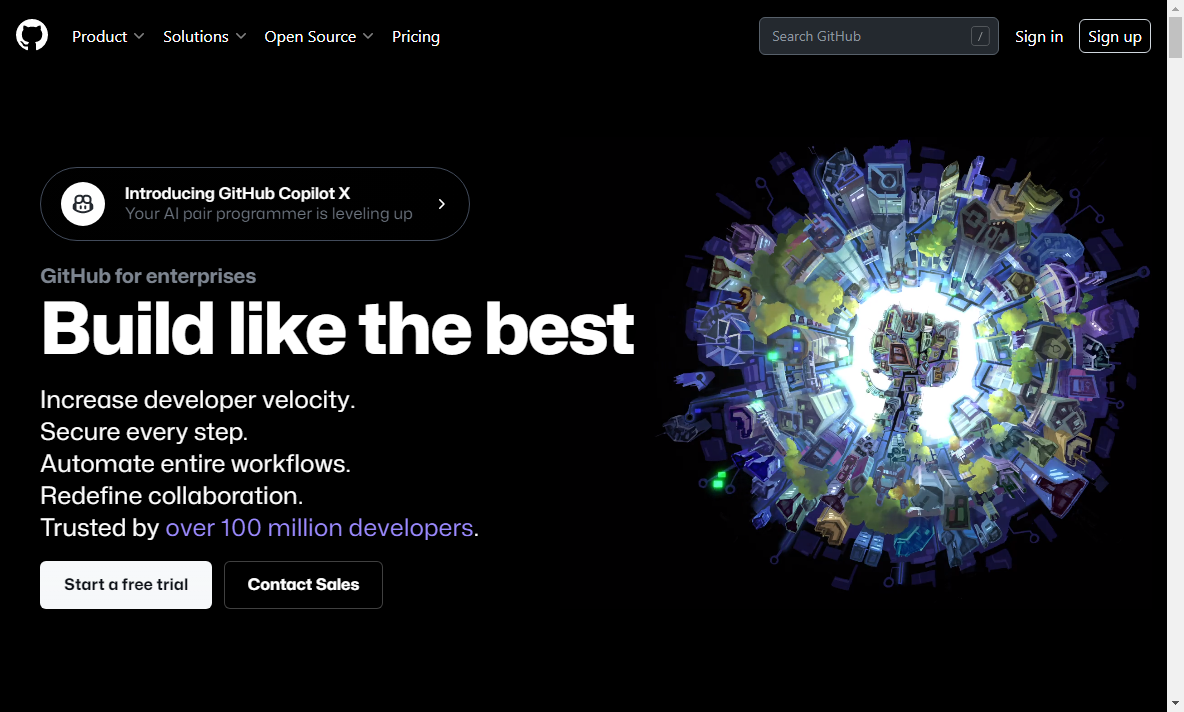 Product
Solutions
Open Source
Pricing
Search GitHub
/
Sign in
Sign up
Introducing GitHub Copilot X
Your AI pair programmer is leveling up
GitHub for enterprises
Build like the best
Increase developer velocity.
Secure every step.
Automate entire workflows.
Redefine collaboration.
Trusted by over 100 million developers.
Start a free trial
Contact Sales